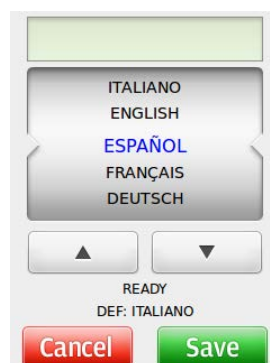 ITALIANO
ENGLISH
ESPAÑOL
FRANÇAIS
DEUTSCH
READY
DEF: ITALIANO
Cancel Save